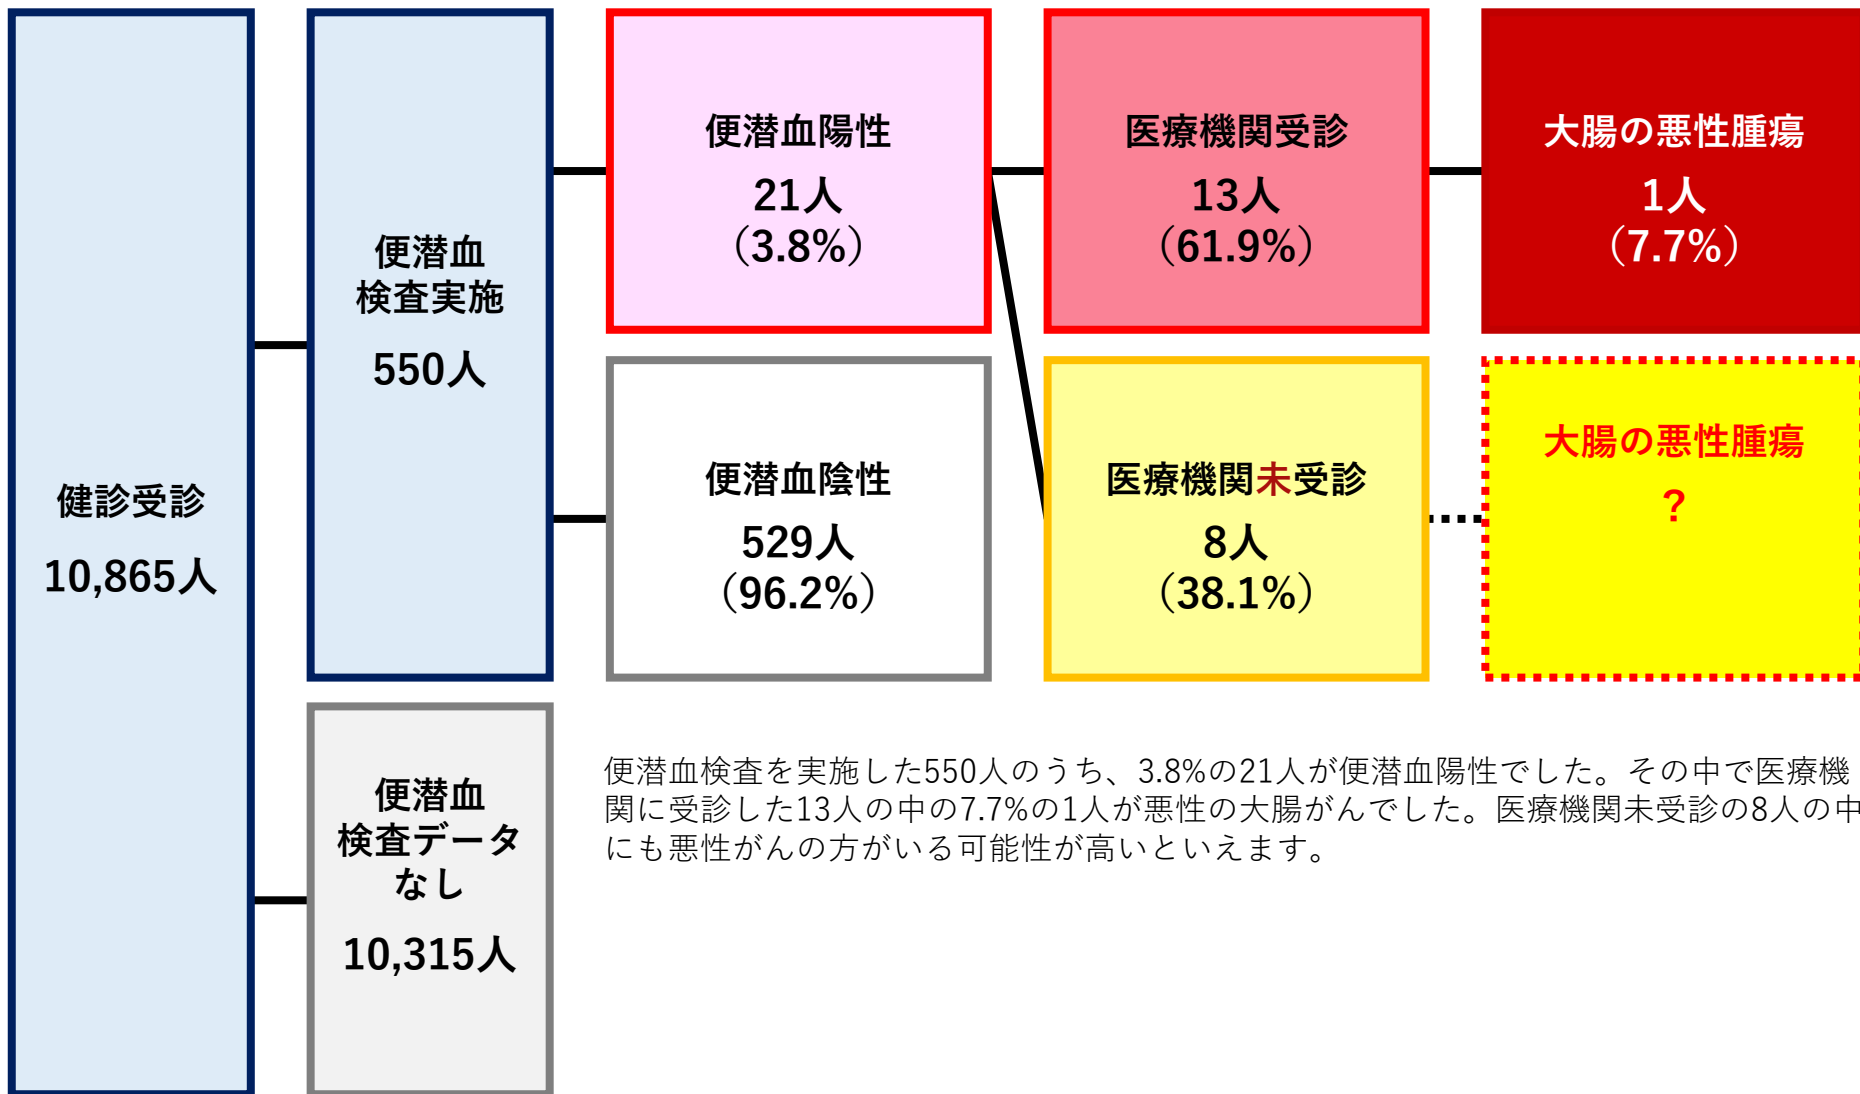 健診受診
10,865人
便潜血
検査実施
550人
便潜血
検査データ
なし
10,315人
便潜血陽性
21人
（3.8%）
便潜血陰性
529人
（96.2%）
医療機関受診
13人
（61.9%）
医療機関未受診
8人
（38.1%）
大腸の悪性腫瘍
1人
（7.7%）
大腸の悪性腫瘍
?
便潜血検査を実施した550人のうち、3.8%の21人が便潜血陽性でした。その中で医療機
関に受診した13人の中の7.7%の1人が悪性の大腸がんでした。医療機関未受診の8人の中
にも悪性がんの方がいる可能性が高いといえます。